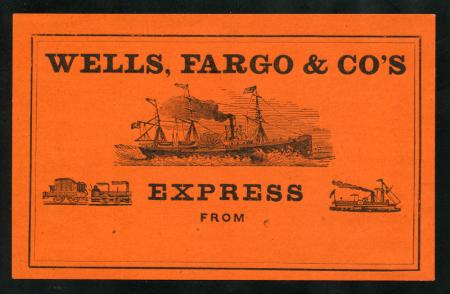 WELLS, FARGO & CO'S
EXPRESS
FROM